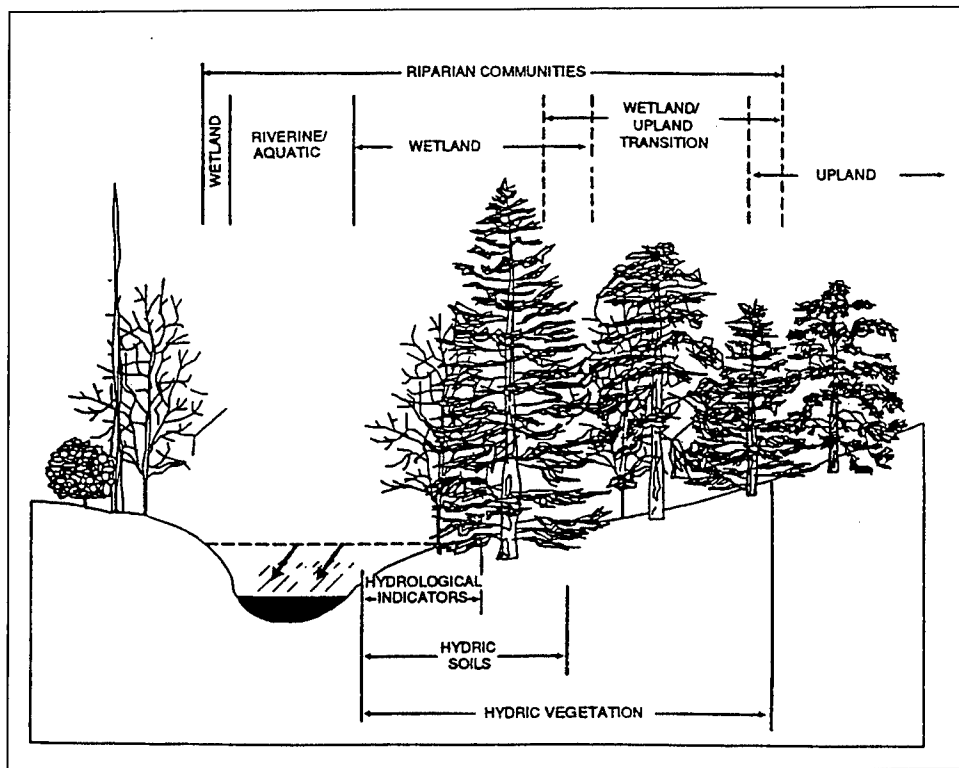 RIPARIAN COMMUNITIES
WETLAND
RIVERINE/
AQUATIC
WETLAND
WETLAND/
UPLAND
TRANSITION
UPLAND
HYDROLOGICAL
INDICATORS
HYDRIC
SOILS
HYDRIC VEGETATION